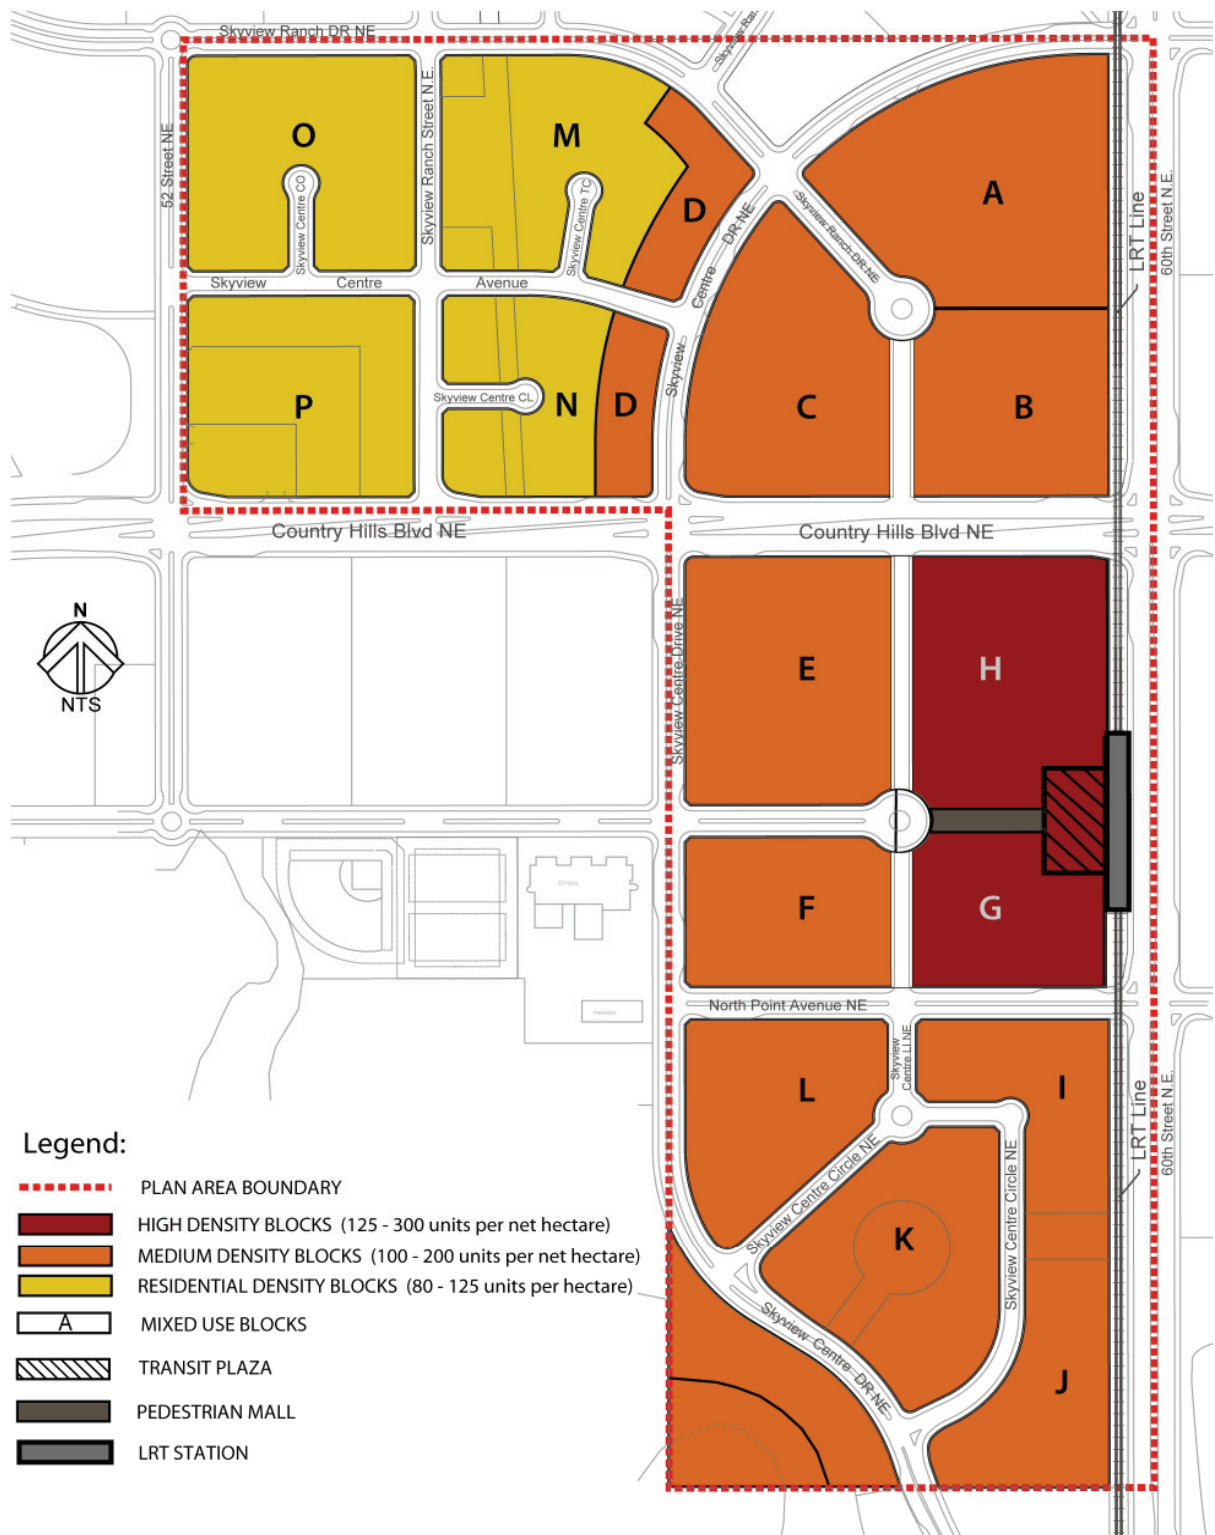 Skyview Ranch DR NE
Skyview Ra
52 Street NE
Skyview Ranch Street N.E.
O
M
D
A
Skyview Centre CO
Skyview Centre TC
Skyview Ranch DR NE
LRT Line
60th Street N.E.
Skyview Centre Avenue
Skyview Centre DR NE
P
Skyview Centre CL
N
D
C
B
Country Hills Blvd NE
Country Hills Blvd NE
N
NTS
Skyview Centre Drive NE
E
H
F
G
SCHOOL
PARKING
North Point Avenue NE
Skyview
Centre LI NE
L
I
LRT Line
60th Street N.E.
Skyview Centre Circle NE
Skyview Centre Circle NE
K
Skyview Centre DR NE
J
Legend:
PLAN AREA BOUNDARY
HIGH DENSITY BLOCKS (125 - 300 units per net hectare)
MEDIUM DENSITY BLOCKS (100 - 200 units per net hectare)
RESIDENTIAL DENSITY BLOCKS (80 - 125 units per hectare)
A MIXED USE BLOCKS
TRANSIT PLAZA
PEDESTRIAN MALL
LRT STATION